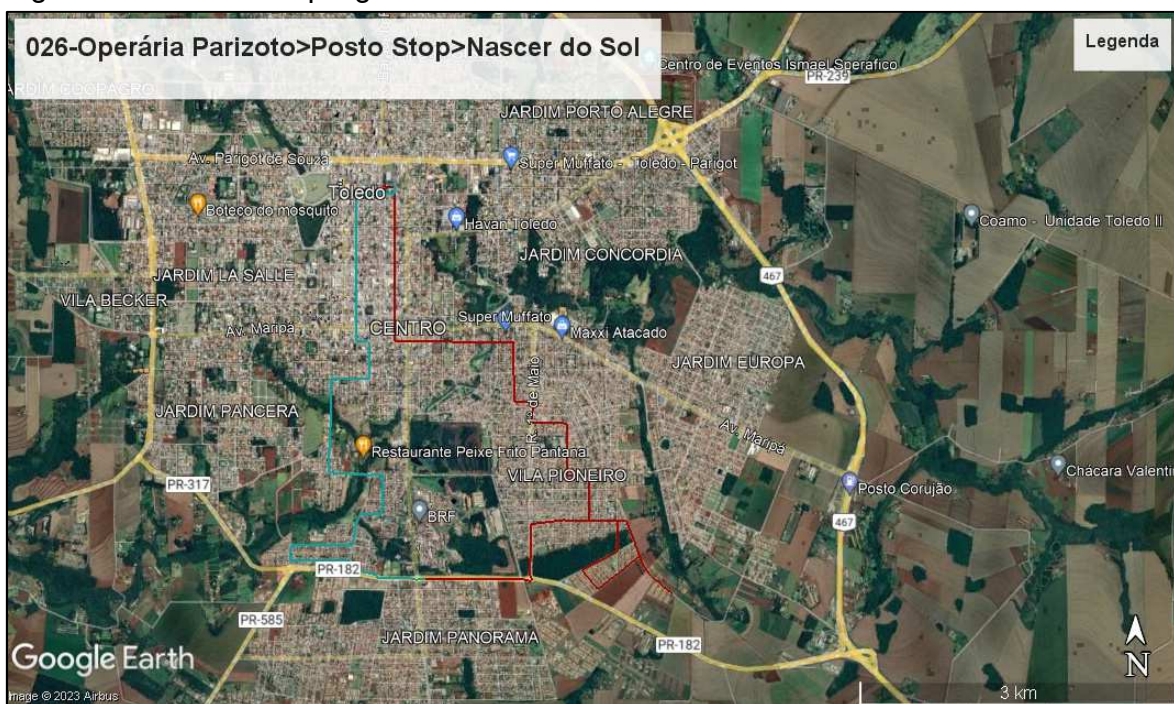 026-Operária Parizoto>Posto Stop>Nascer do Sol
Legenda
Centro de Eventos Ismael Sperafico
PR-239
JARDIM COOPAGRO
JARDIM PORTO ALEGRE
Av. Parigot de Souza
Super Muffato - Toledo - Parigot
Toledo
Boteco do mosquito
Havan Toledo
Coamo - Unidade Toledo II
JARDIM CONCORDIA
JARDIM LA SALLE
467
VILA BECKER
Av. Maripá
CENTRO
Super Muffato
Maxxi Atacado
JARDIM EUROPA
R. 1º de Maio
JARDIM PANCERA
Av. Maripá
Restaurante Peixe Frito Pantana
VILA PIONEIRO
Chácara Valenti
PR-317
Posto Corujão
BRF
467
PR-182
PR-585
JARDIM PANORAMA
PR-182
Google Earth
N
Image © 2023 Airbus
3 km